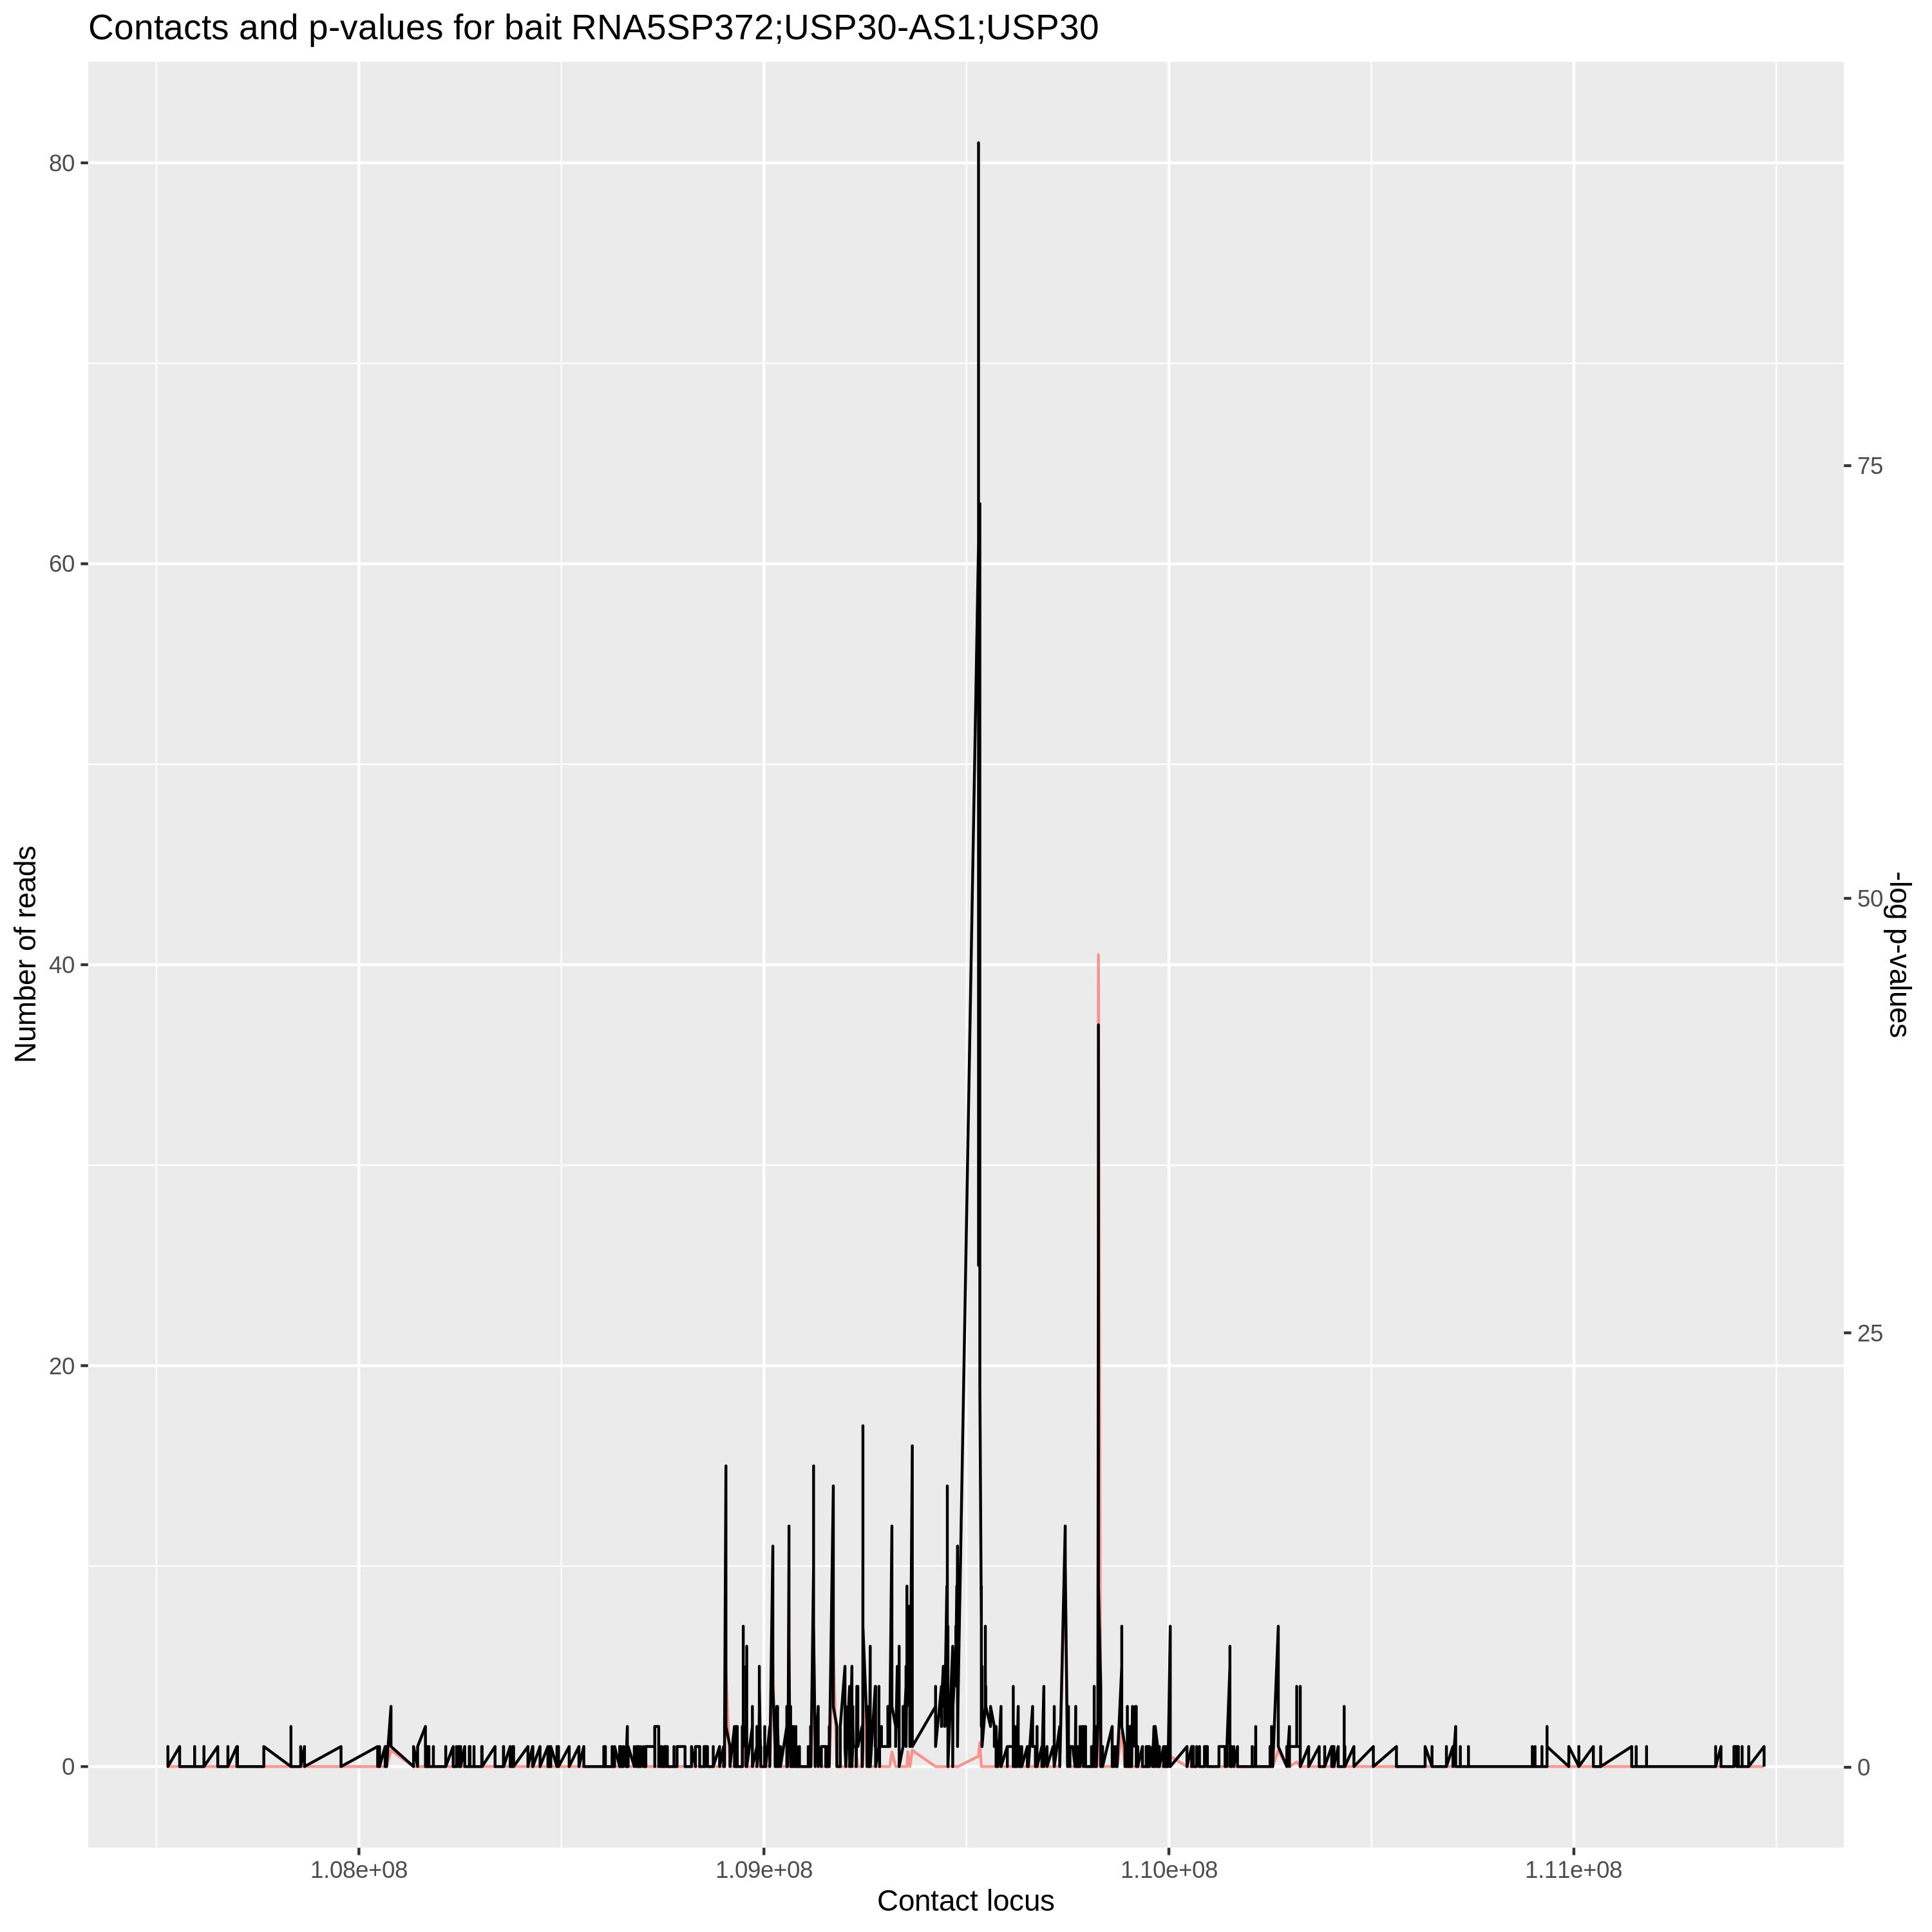 Contacts and p-values for bait RNA5SP372;USP30-AS1;USP30
80
60
40
20
0
75
50
25
0
Number of reads
-log p-values
1.08e+08
1.09e+08
1.10e+08
1.11e+08
Contact locus